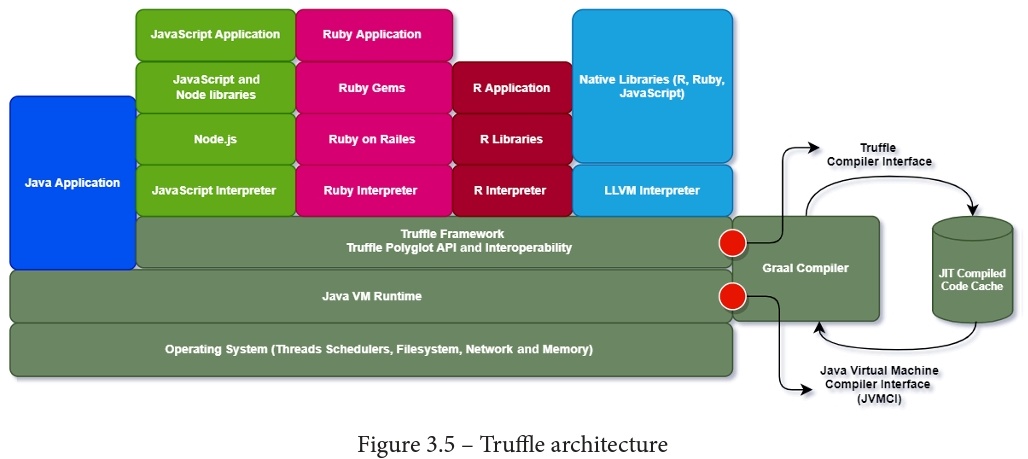 JavaScript Application
Ruby Application
JavaScript and
Node libraries
Ruby Gems
R Application
Native Libraries (R, Ruby,
JavaScript)
Java Application
Node.js
Ruby on Railes
R Libraries
JavaScript Interpreter
Ruby Interpreter
R Interpreter
LLVM Interpreter
Truffle
Compiler Interface
Truffle Framework
Truffle Polyglot API and Interoperability
Graal Compiler
JIT Compiled
Code Cache
Java VM Runtime
Operating System (Threads Schedulers, Filesystem, Network and Memory)
Java Virtual Machine
Compiler Interface
(JVMCI)
Figure 3.5 – Truffle architecture